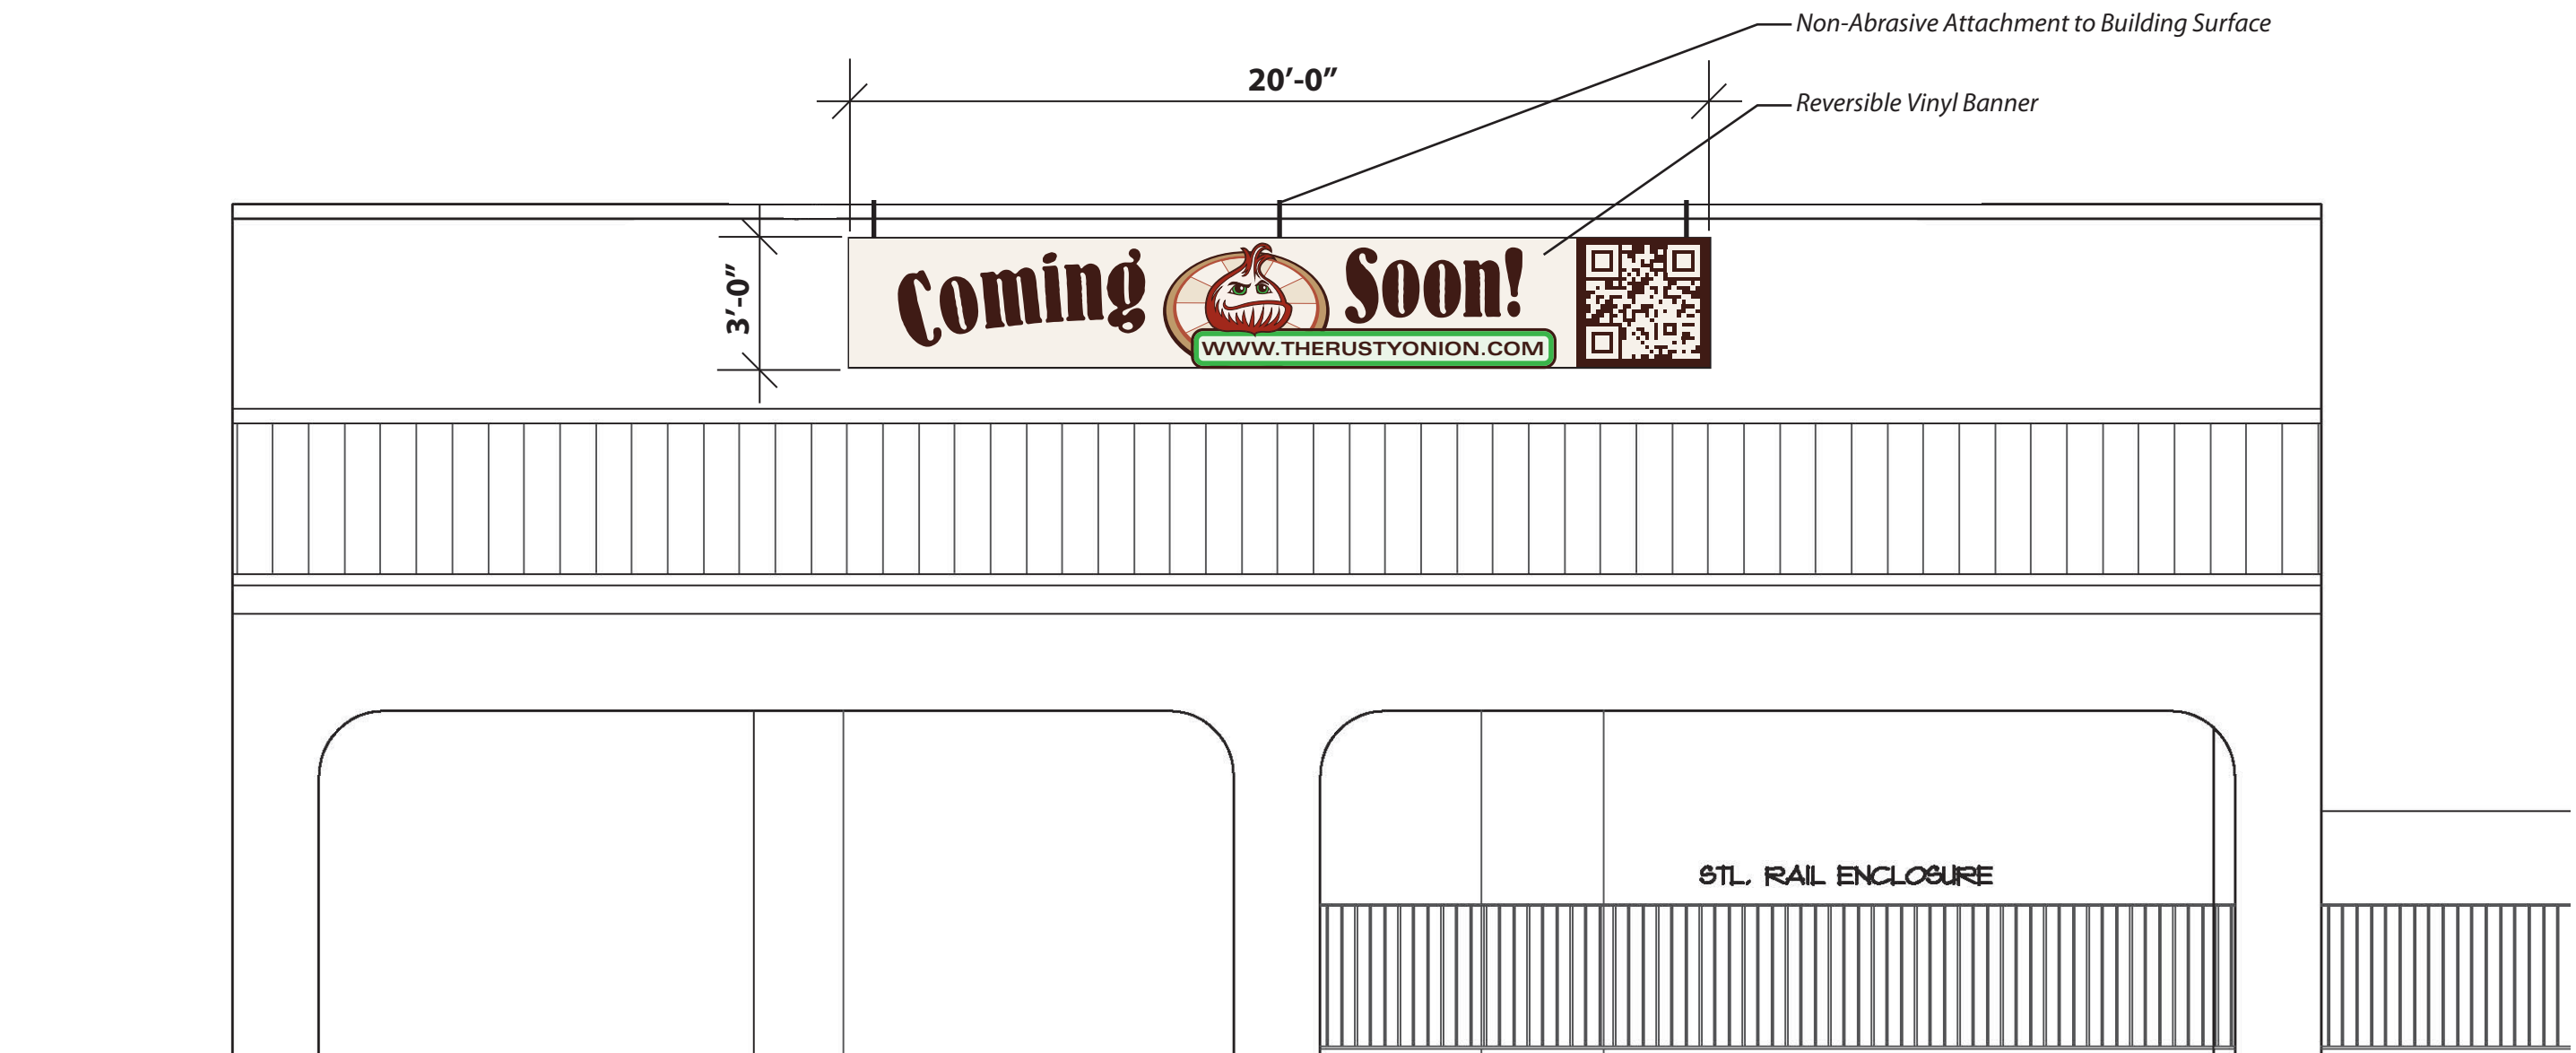 Non-Abrasive Attachment to Building Surface
20’-0”
Reversible Vinyl Banner
3’-0”
Coming Soon!
WWW.THERUSTYONION.COM
STL. RAIL ENCLOSURE